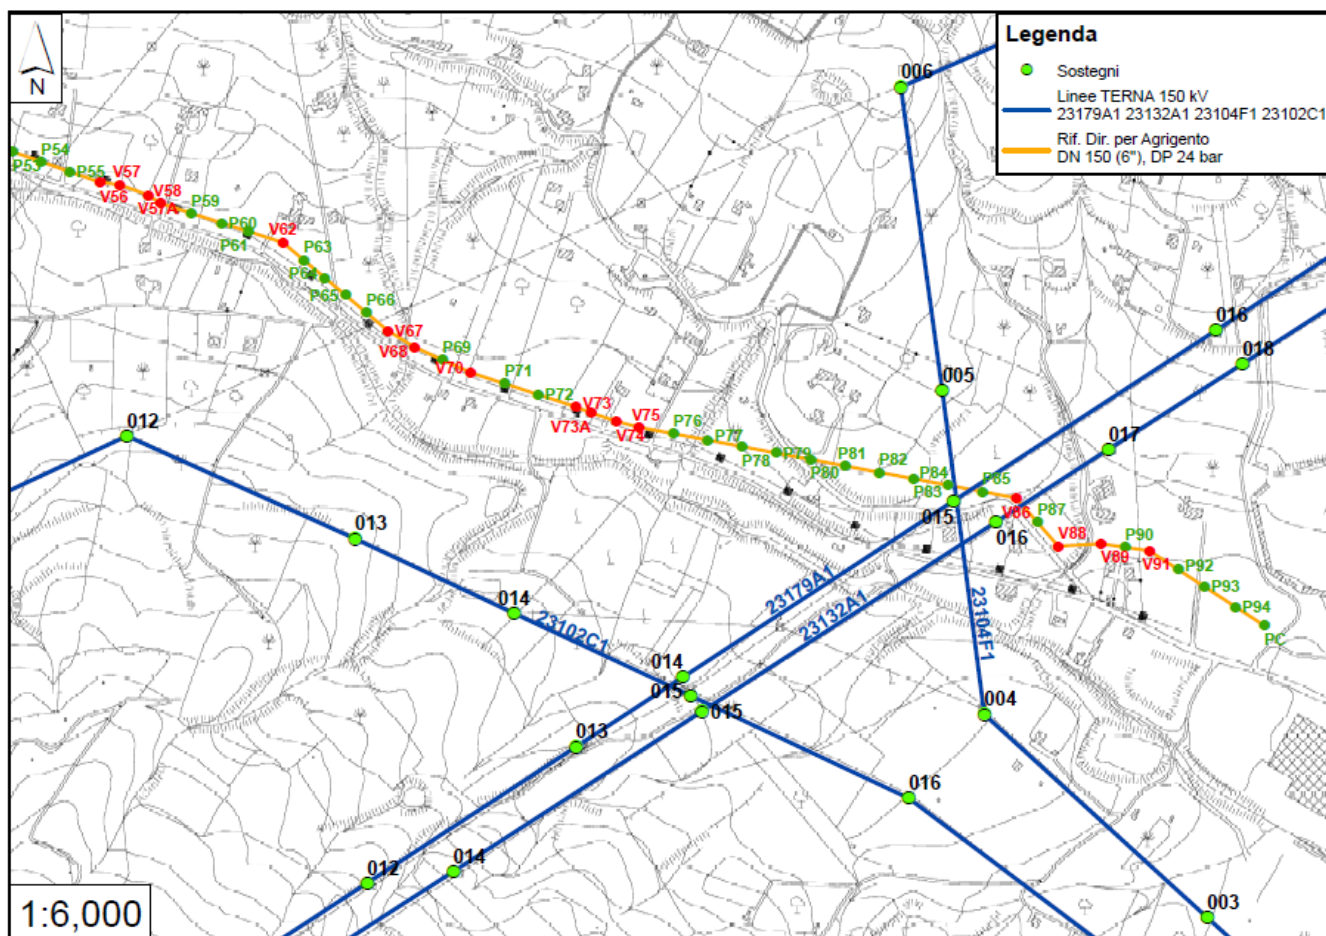 N
Legenda
Sostegni
Linee TERNA 150 kV
23179A1 23132A1 23104F1 23102C1
Rif. Dir. per Agrigento
DN 150 (6"), DP 24 bar
006
P54
P53
P55
V57
V56
V58
V57A
P59
P60
P61
V62
P63
P64
P65
P66
V67
V68
P69
V70
P71
P72
V73
V73A
V75
V74
P76
P77
P78
P79
P80
P81
P82
P84
P83
P85
V86
P87
V88
V89
P90
V91
P92
P93
P94
PC
005
016
018
017
015
016
012
013
014
23102C1
23179A1
23132A1
23104F1
014
015
015
013
004
016
012
014
003
1:6,000